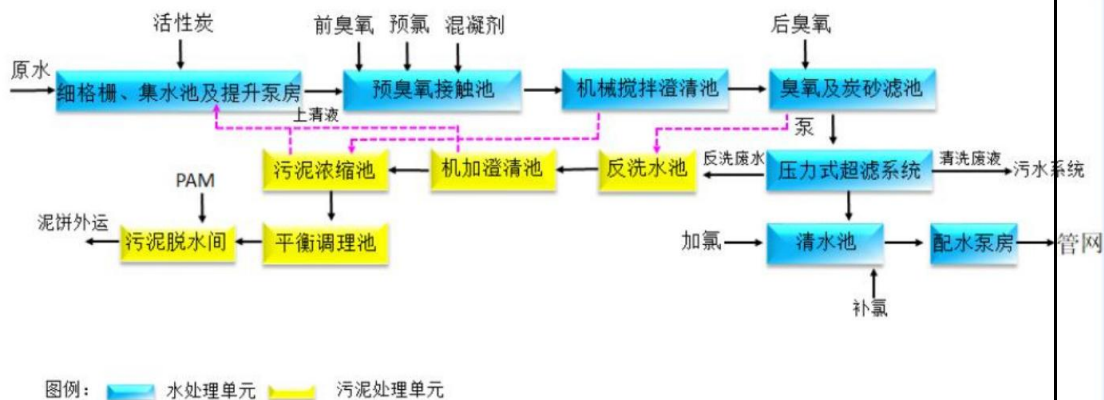 活性炭
前臭氧
预氯
混凝剂
后臭氧
原水
细格栅、集水池及提升泵房
预臭氧接触池
机械搅拌澄清池
臭氧及炭砂滤池
上清液
泵
污泥浓缩池
机加澄清池
反洗水池
反洗废水
压力式超滤系统
清洗废液
污水系统
PAM
泥饼外运
污泥脱水间
平衡调理池
加氯
清水池
配水泵房
管网
补氯
图例:
水处理单元
污泥处理单元